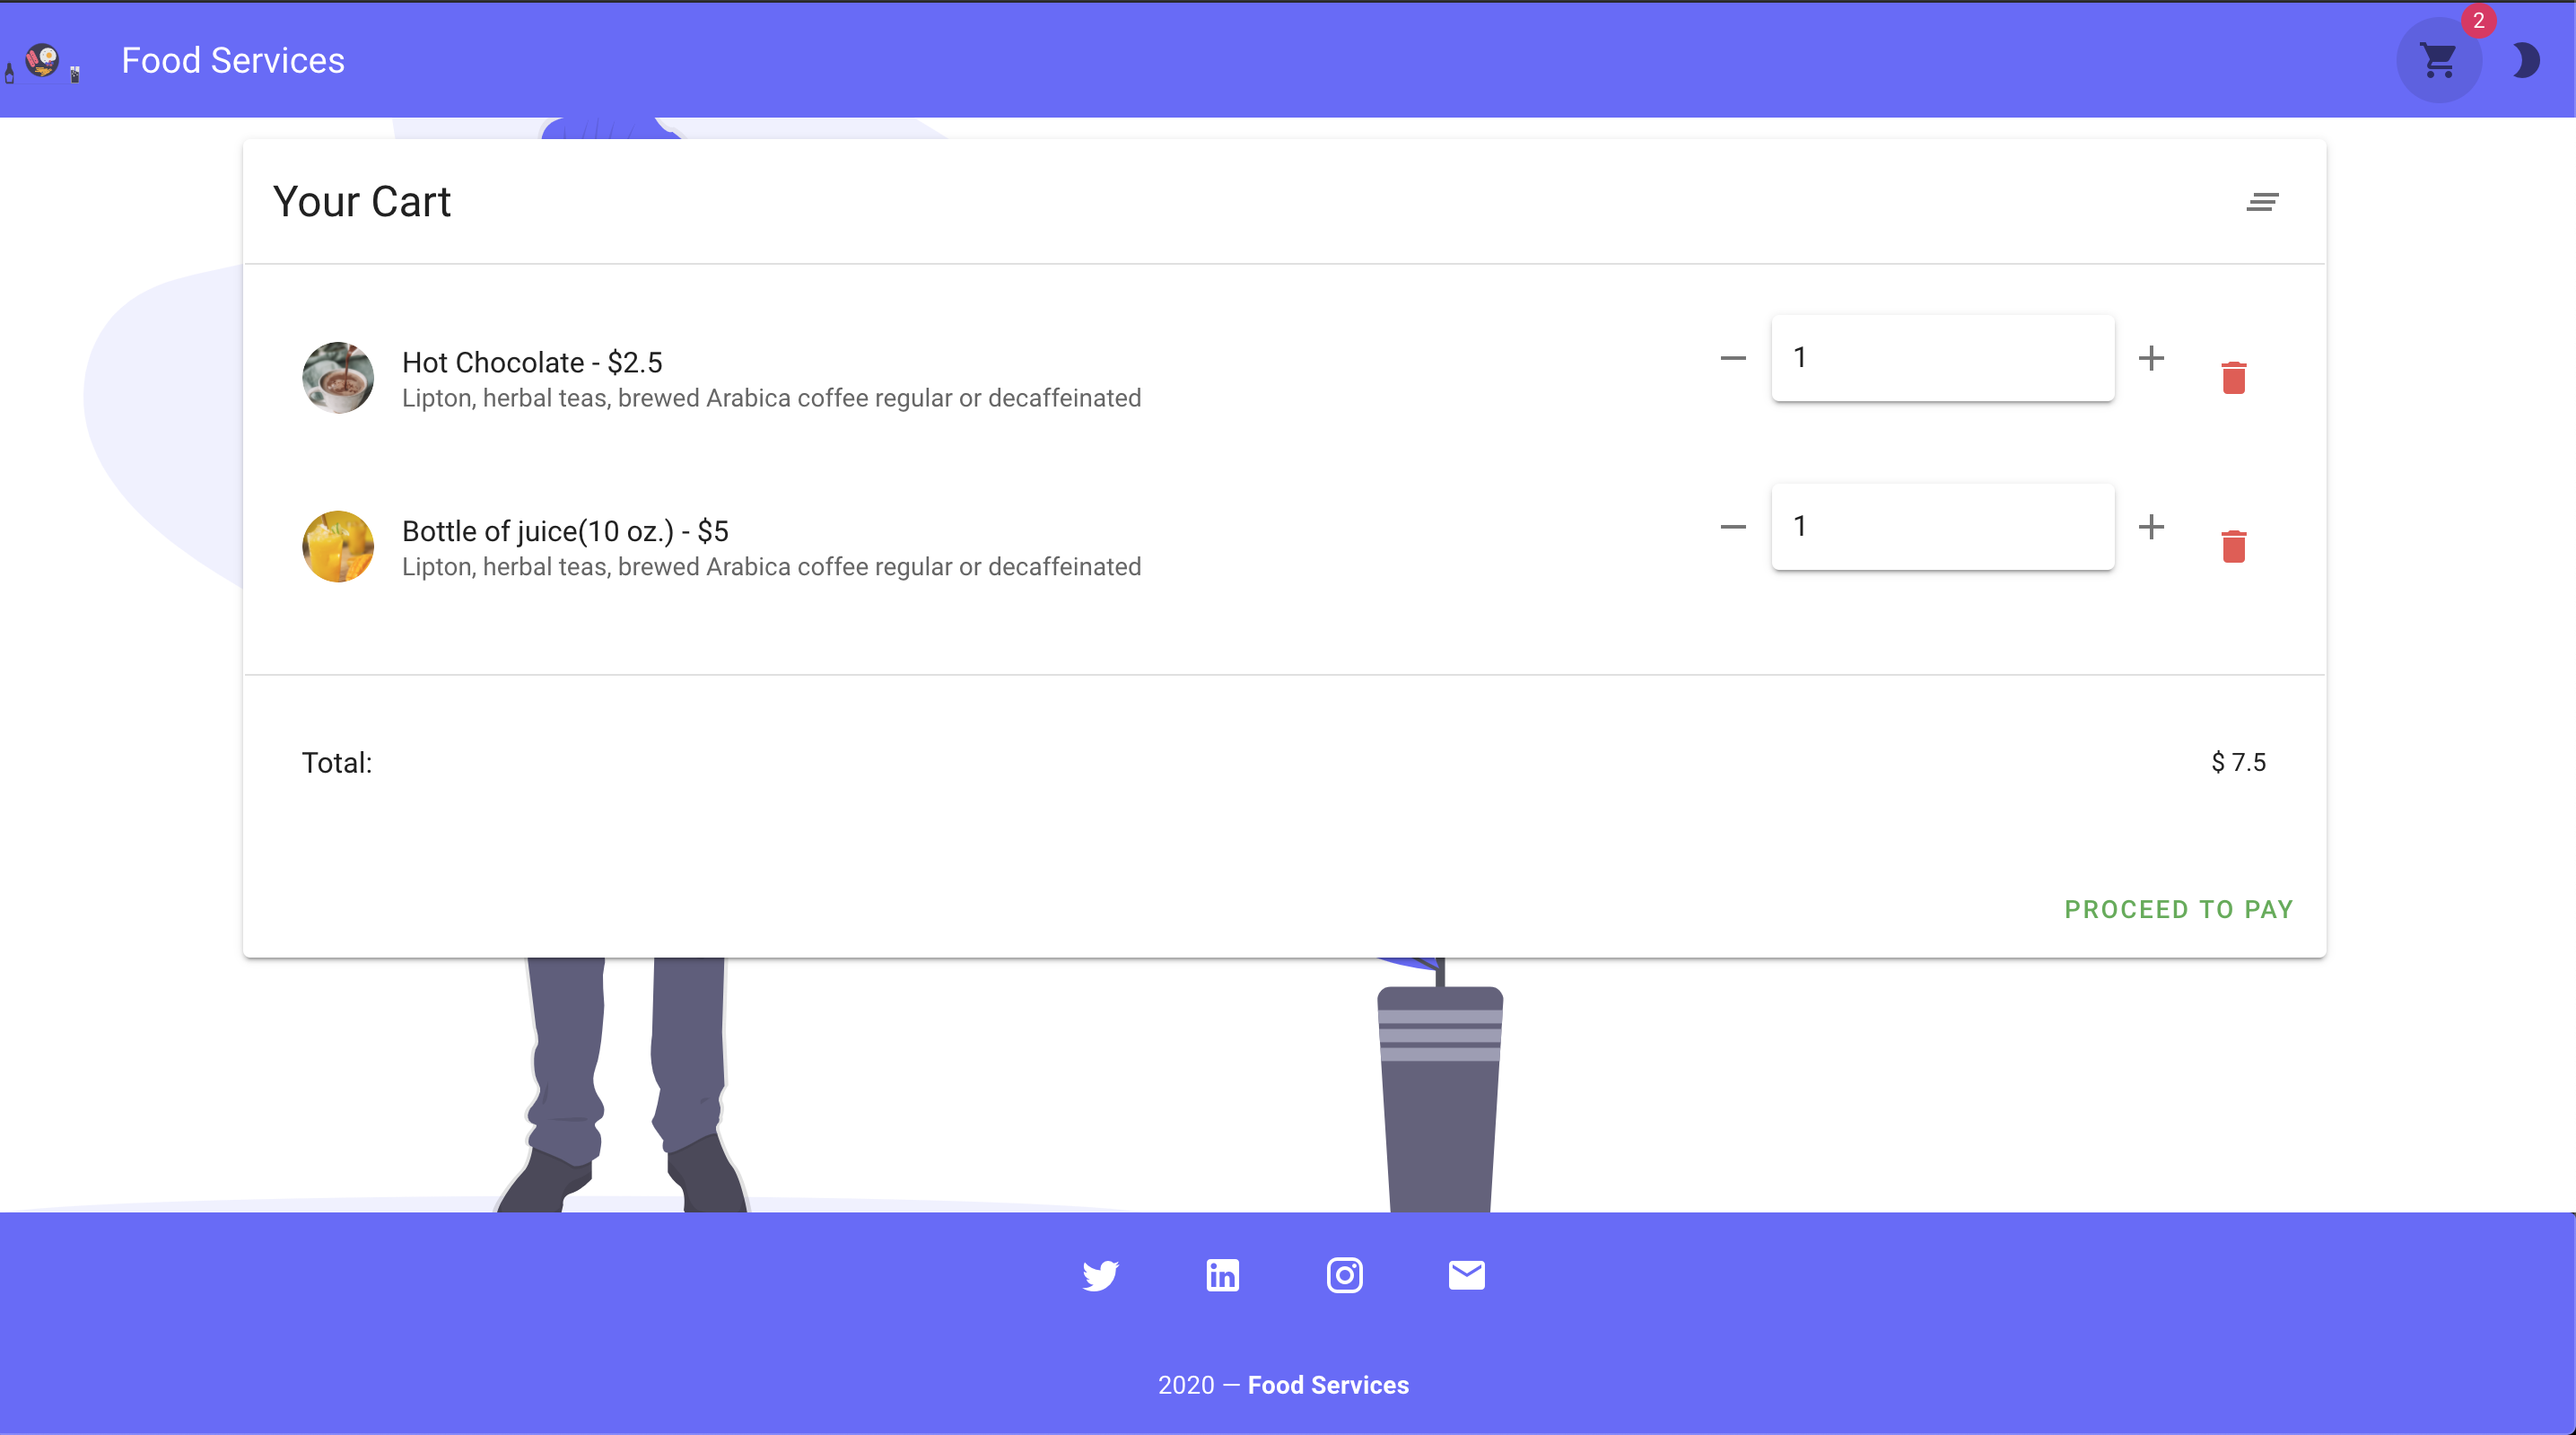 Food Services
2
Your Cart
Hot Chocolate - $2.5
Lipton, herbal teas, brewed Arabica coffee regular or decaffeinated
1
Bottle of juice(10 oz.) - $5
Lipton, herbal teas, brewed Arabica coffee regular or decaffeinated
1
Total:
$ 7.5
PROCEED TO PAY
2020 — Food Services